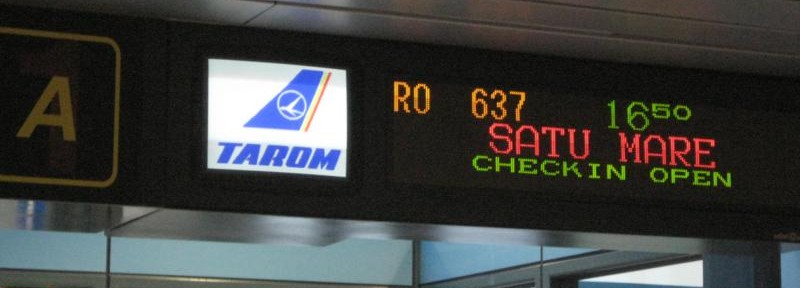 A
TAROM
RO 637 16⁵⁰
SATU MARE
CHECKIN OPEN